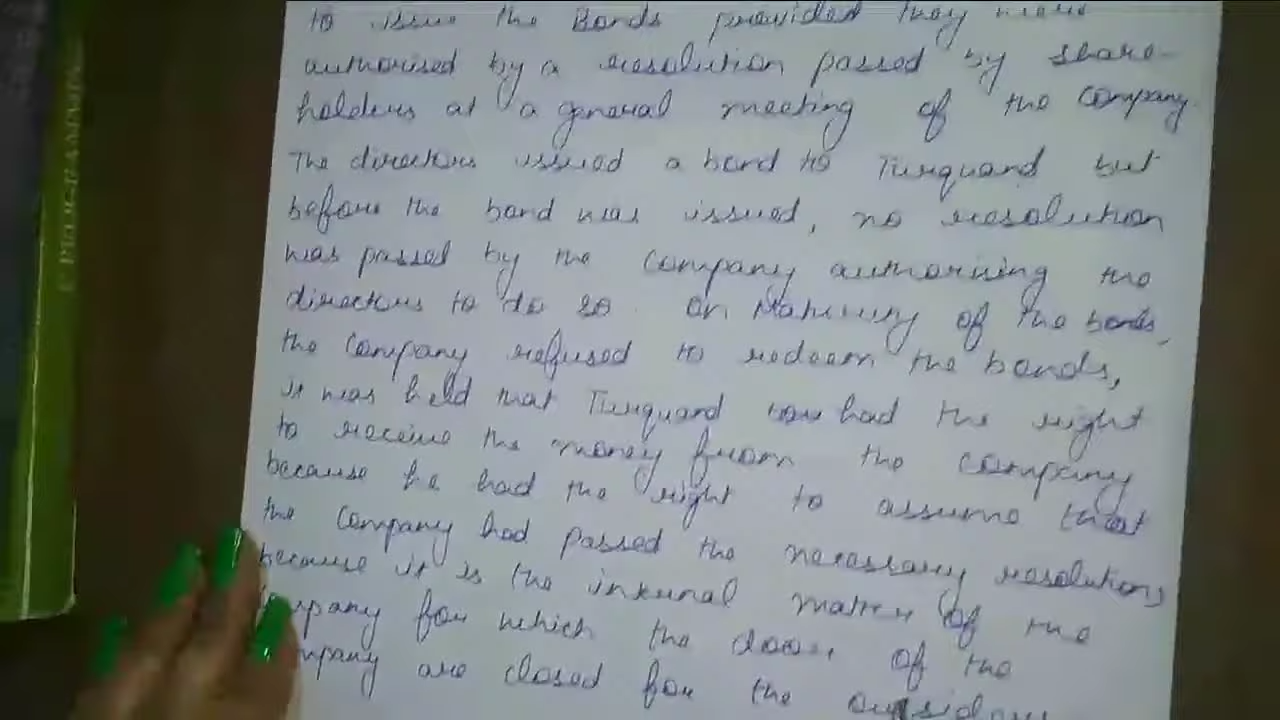 to issue the Bonds provided they were
authorised by a resolution passed by share-
holders at a general meeting of the company.
The directors issued a bond to Turquand but
before the bond was issued, no resolution
was passed by the company authorising the
directors to do so. On Maturity of the bonds,
the company refused to redeem the bonds,
it was held that Turquand had the right
to receive the money from the company
because he had the right to assume that
the company had passed the necessary resolutions
because it is the internal matter of the
company for which the doors of the
company are closed for the outsiders